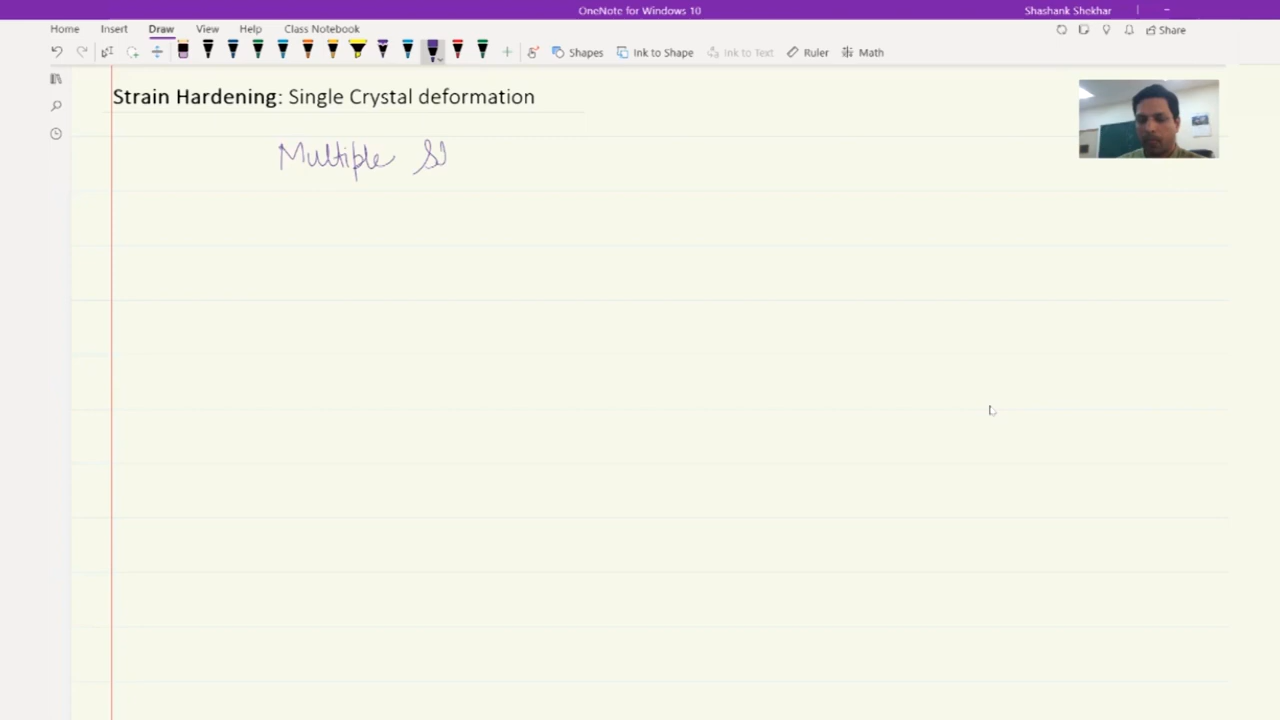 OneNote for Windows 10
Shashank Shekhar
Home Insert Draw View Help Class Notebook
Share
Shapes Ink to Shape Ink to Text Ruler Math
Strain Hardening: Single Crystal deformation
Multiple Sl